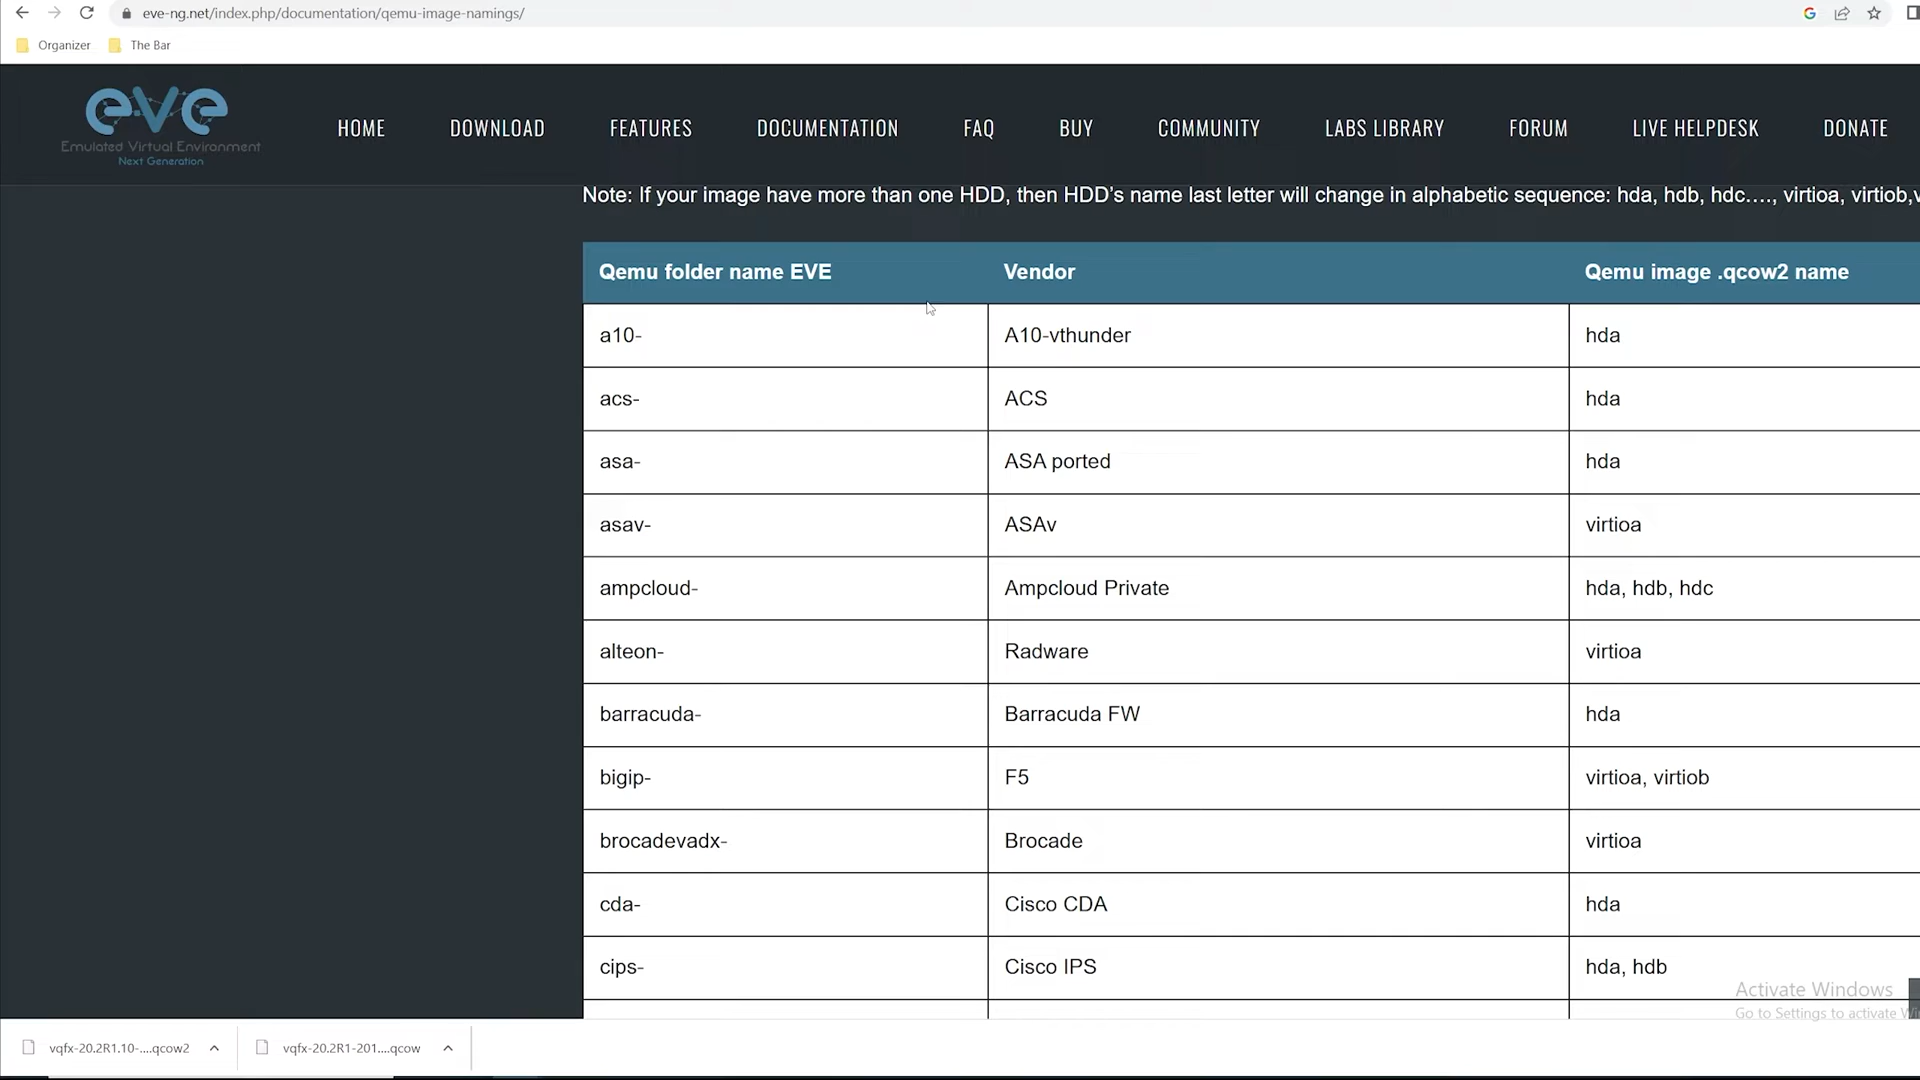 eve-ng.net/index.php/documentation/qemu-image-namings/
Organizer The Bar
eve
Emulated Virtual Environment
Next Generation
HOME DOWNLOAD FEATURES DOCUMENTATION FAQ BUY COMMUNITY LABS LIBRARY FORUM LIVE HELPDESK DONATE
Note: If your image have more than one HDD, then HDD's name last letter will change in alphabetic sequence: hda, hdb, hdc…., virtioa, virtiob,
Qemu folder name EVE Vendor Qemu image .qcow2 name
a10- A10-vthunder hda
acs- ACS hda
asa- ASA ported hda
asav- ASAv virtioa
ampcloud- Ampcloud Private hda, hdb, hdc
alteon- Radware virtioa
barracuda- Barracuda FW hda
bigip- F5 virtioa, virtiob
brocadevadx- Brocade virtioa
cda- Cisco CDA hda
cips- Cisco IPS hda, hdb
Activate Windows
Go to Settings to activate
vqfx-20.2R1.10-....qcow2 vqfx-20.2R1-201....qcow